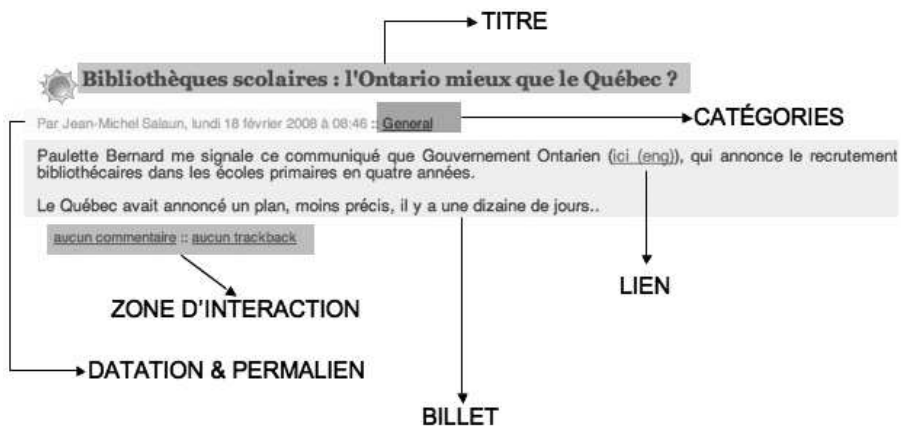 TITRE
Bibliothèques scolaires : l'Ontario mieux que le Québec ?
Par Jean-Michel Salaun, lundi 18 février 2008 à 08:46 :: General
CATÉGORIES
Paulette Bernard me signale ce communiqué que Gouvernement Ontarien (ici (eng)), qui annonce le recrutement
bibliothécaires dans les écoles primaires en quatre années.
Le Québec avait annoncé un plan, moins précis, il y a une dizaine de jours..
aucun commentaire :: aucun trackback
LIEN
ZONE D'INTERACTION
DATATION & PERMALIEN
BILLET